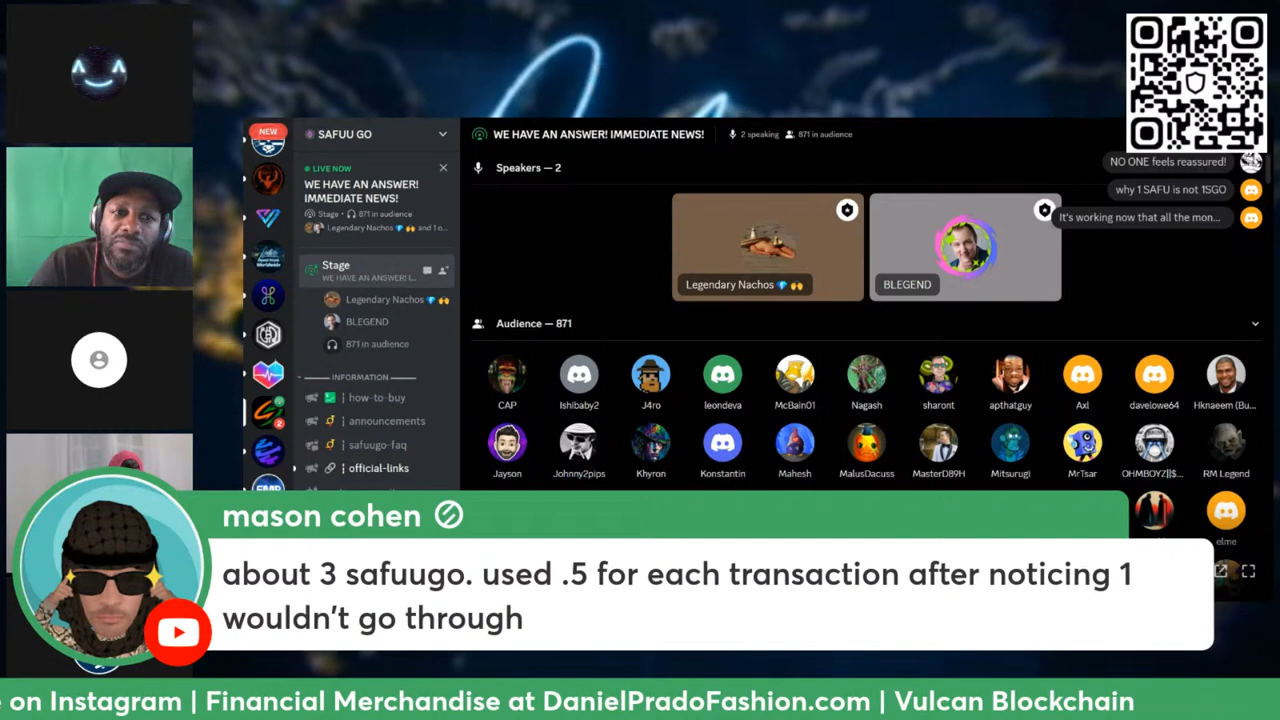 NEW
SAFUU GO
LIVE NOW
WE HAVE AN ANSWER!
IMMEDIATE NEWS!
Stage • 871 in audience
Legendary Nachos 💎 🙌 and 1 o...
Stage
WE HAVE AN ANSWER! I...
Legendary Nachos 💎 🙌
BLEGEND
871 in audience
INFORMATION
how-to-buy
announcements
safuugo-faq
official-links
2
WE HAVE AN ANSWER! IMMEDIATE NEWS!
2 speaking
871 in audience
Speakers — 2
Legendary Nachos 💎 🙌
BLEGEND
NO ONE feels reassured!
why 1 SAFU is not 1SGO
It's working now that all the mon...
Audience — 871
CAP
Ishibaby2
J4ro
leondeva
McBain01
Nagash
sharont
apthatguy
Axl
davelowe64
Hknaeem (Bu...
Jayson
Johnny2pips
Khyron
Konstantin
Mahesh
MalusDacuss
MasterD89H
Mitsurugi
MrTsar
OHMBOYZ||$...
RM Legend
elme
mason cohen
about 3 safuugo. used .5 for each transaction after noticing 1
wouldn't go through
e on Instagram | Financial Merchandise at DanielPradoFashion.com | Vulcan Blockchain